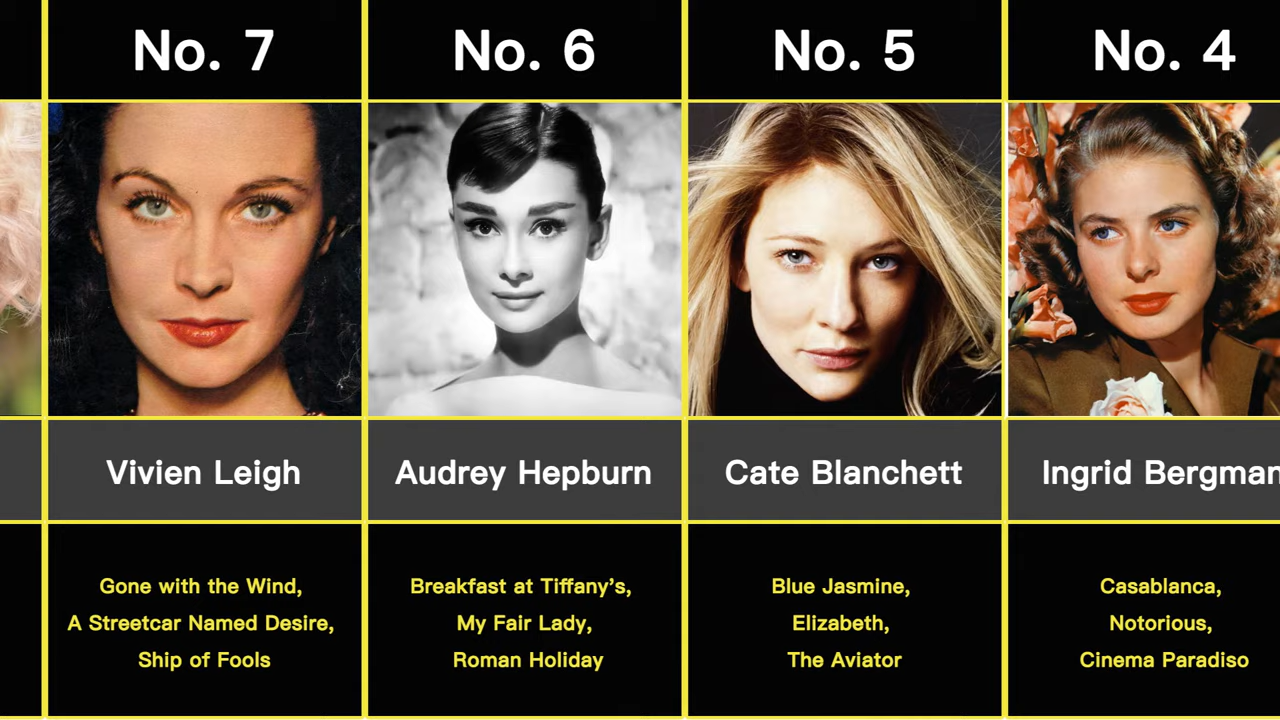 No. 7
No. 6
No. 5
No. 4
Vivien Leigh
Audrey Hepburn
Cate Blanchett
Ingrid Bergman
Gone with the Wind,
A Streetcar Named Desire,
Ship of Fools
Breakfast at Tiffany's,
My Fair Lady,
Roman Holiday
Blue Jasmine,
Elizabeth,
The Aviator
Casablanca,
Notorious,
Cinema Paradiso